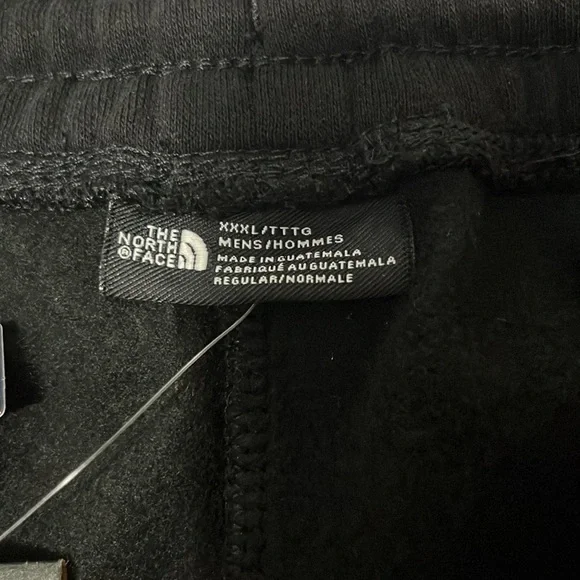 THE
NORTH
®FACE
XXXL/TTTG
MENS/HOMMES
MADE IN GUATEMALA
FABRIQUÉ AU GUATEMALA
REGULAR/NORMALE